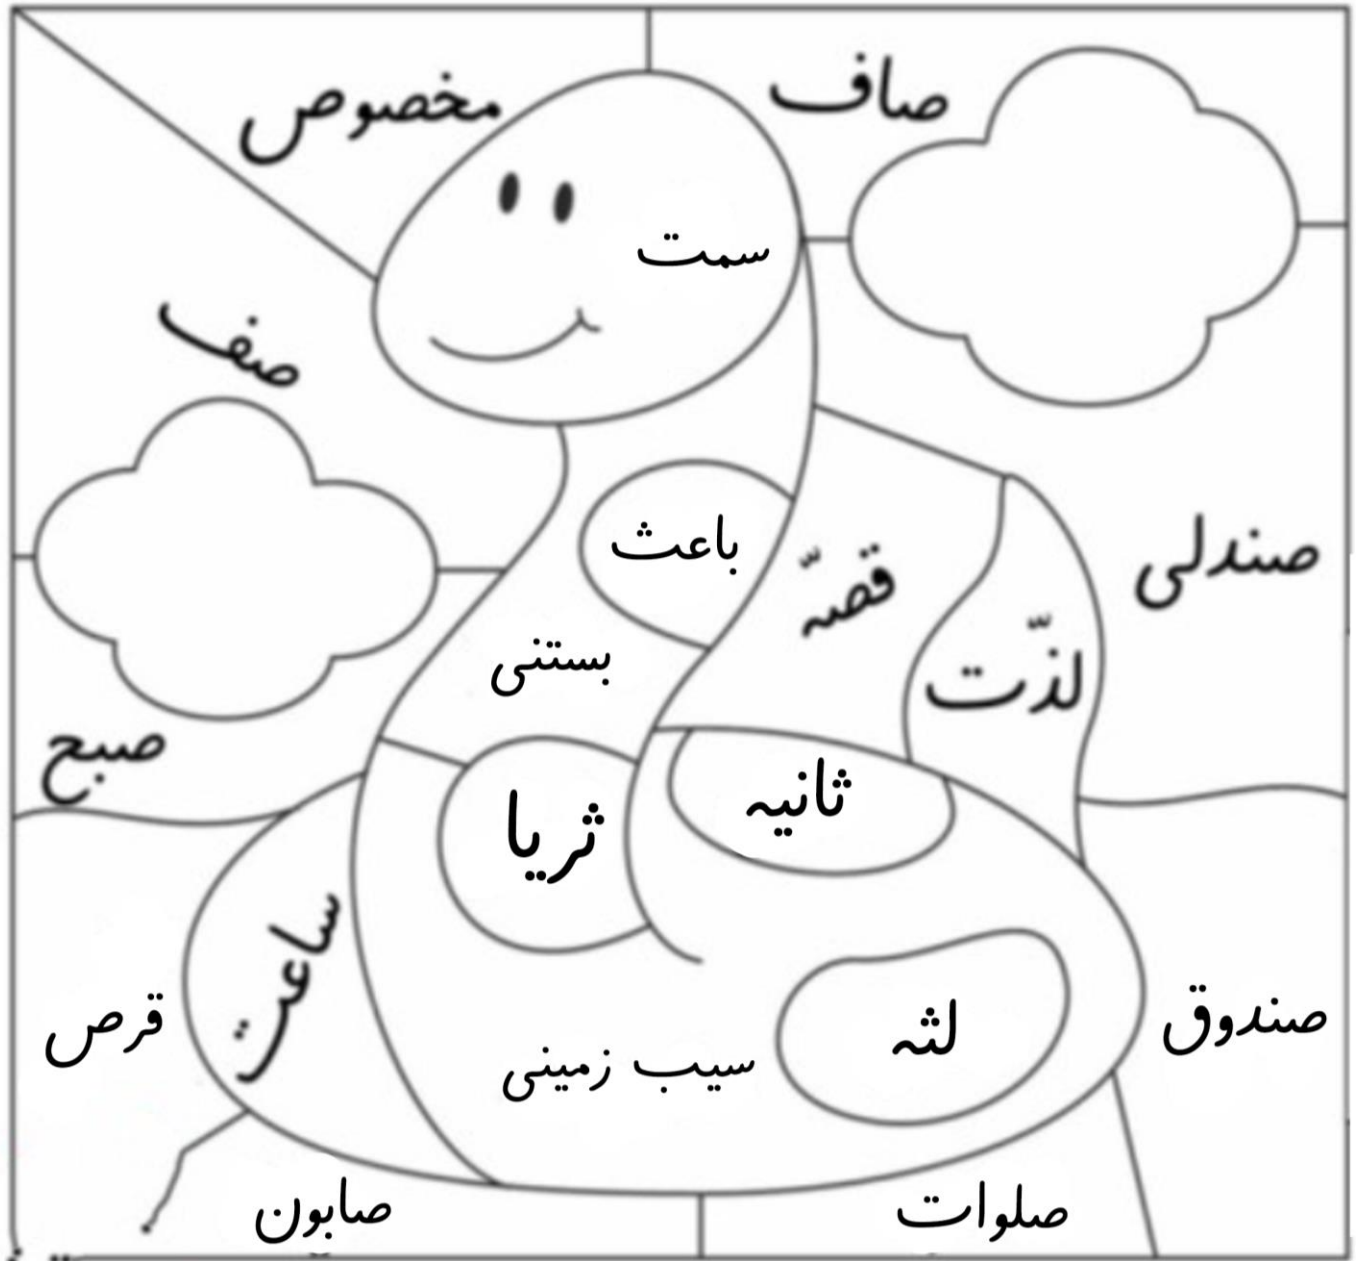 صاف
مخصوص
سمت
صف
باعث
صندلی
قصّه
بستنی
لذّت
صبح
ثانیه
ثریا
ساعت
صندوق
لثه
قرص
سیب زمینی
صلوات
صابون